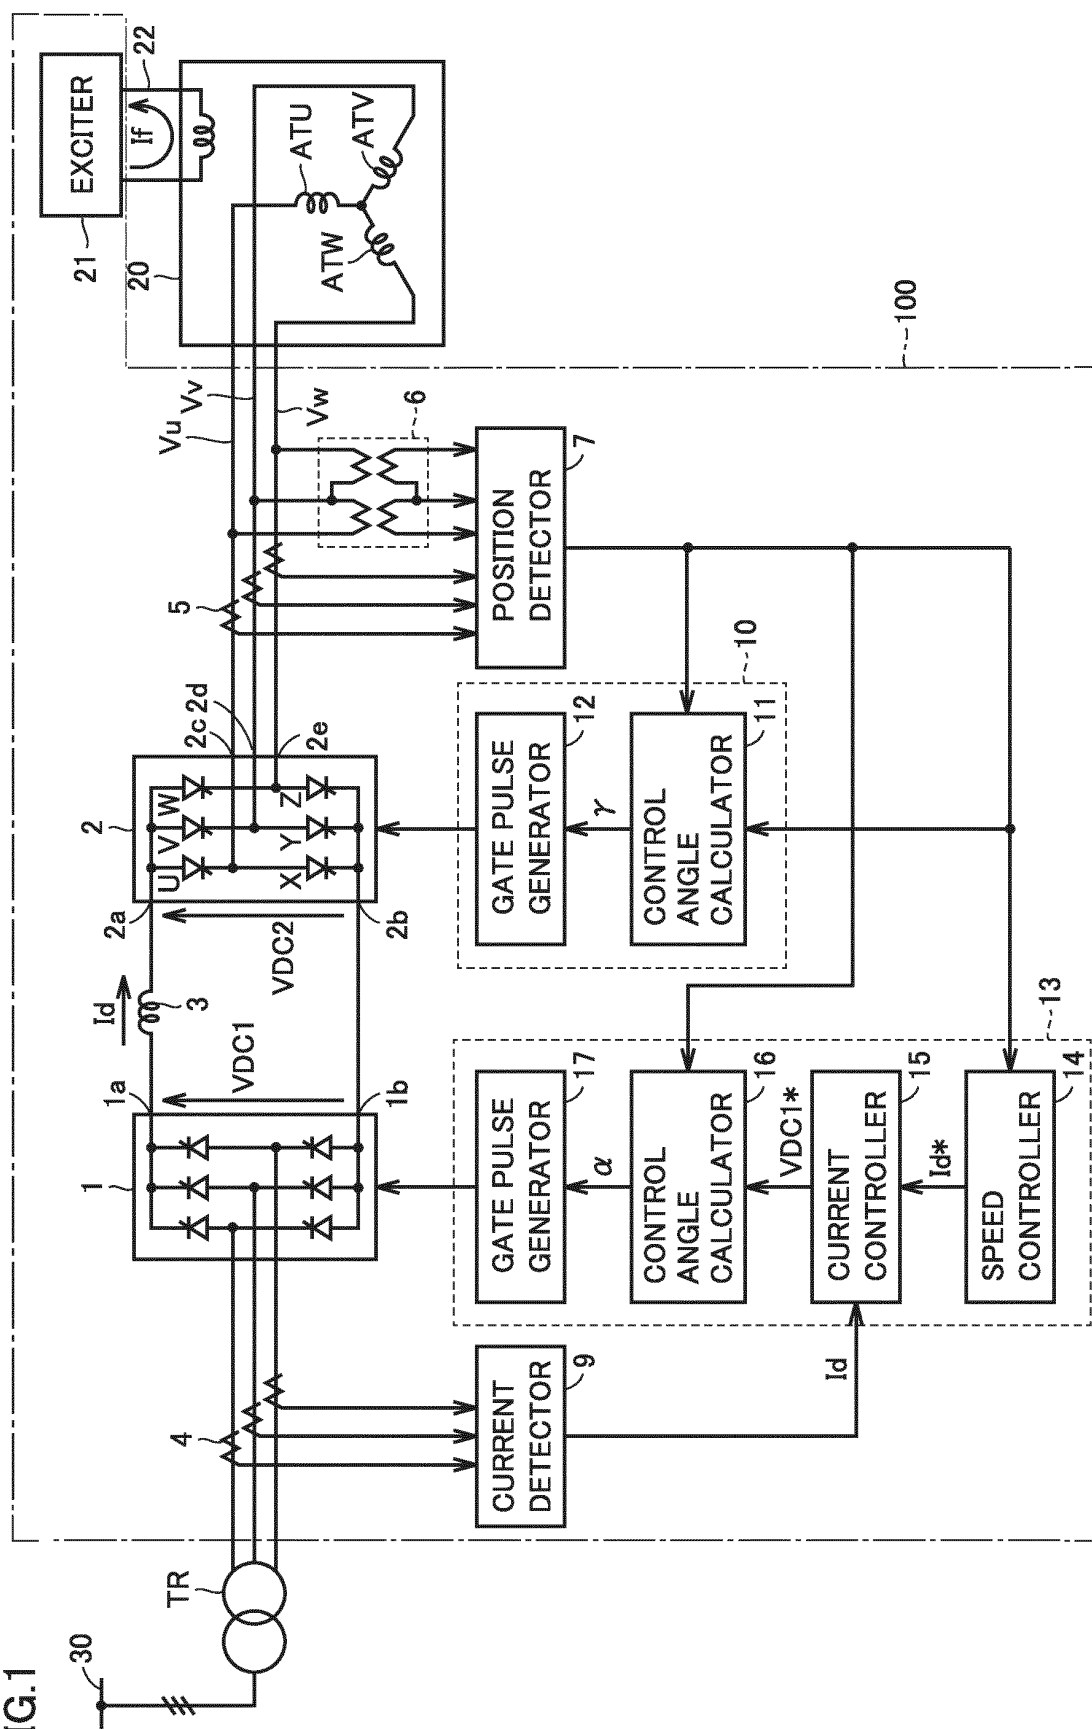 IG.1
30
TR
4
CURRENT
DETECTOR
9
Id
1
1a
1b
VDC1
Id
3
VDC2
2a
2b
2
U
V
W
X
Y
Z
2c
2d
2e
5
Vu
Vv
Vw
6
POSITION
DETECTOR
7
20
21
EXCITER
If
22
ATU
ATV
ATW
100
GATE PULSE
GENERATOR
12
γ
CONTROL
ANGLE
CALCULATOR
11
10
GATE PULSE
GENERATOR
17
α
CONTROL
ANGLE
CALCULATOR
16
VDC1*
CURRENT
CONTROLLER
15
Id*
SPEED
CONTROLLER
14
13